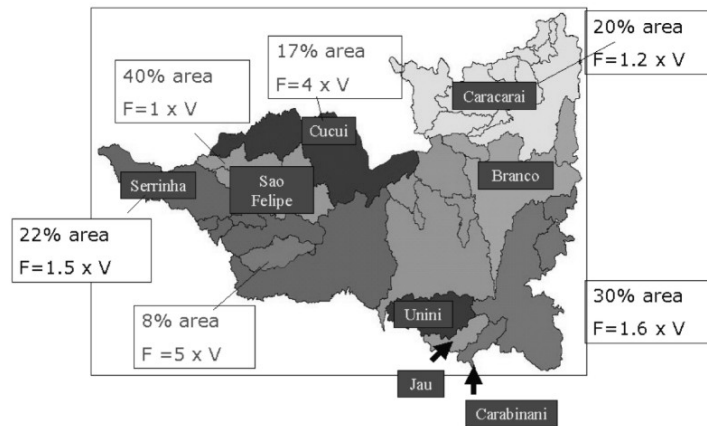 17% area
F=4 x V
20% area
F=1.2 x V
40% area
F=1 x V
Caracarai
Cucui
Serrinha
Sao
Felipe
Branco
22% area
F=1.5 x V
8% area
F =5 x V
Unini
30% area
F=1.6 x V
Jau
Carabinani